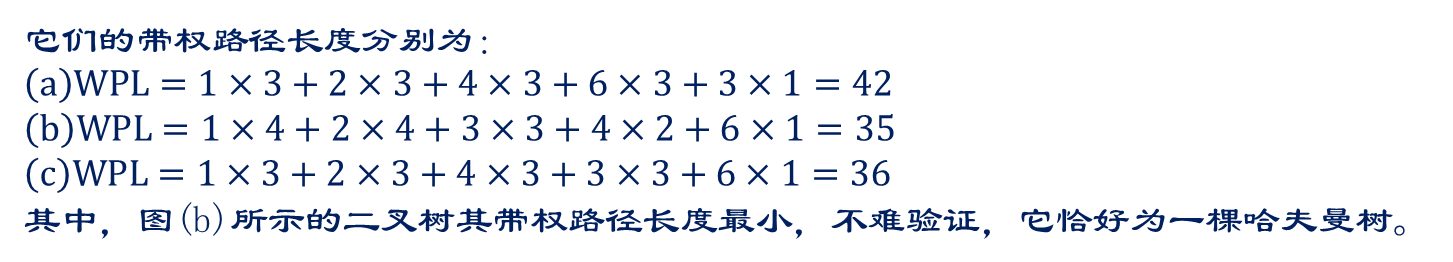 它们的带权路径长度分别为：
(a)WPL = 1 × 3 + 2 × 3 + 4 × 3 + 6 × 3 + 3 × 1 = 42
(b)WPL = 1 × 4 + 2 × 4 + 3 × 3 + 4 × 2 + 6 × 1 = 35
(c)WPL = 1 × 3 + 2 × 3 + 4 × 3 + 3 × 3 + 6 × 1 = 36
其中，图(b)所示的二叉树其带权路径长度最小，不难验证，它恰好为一棵哈夫曼树。